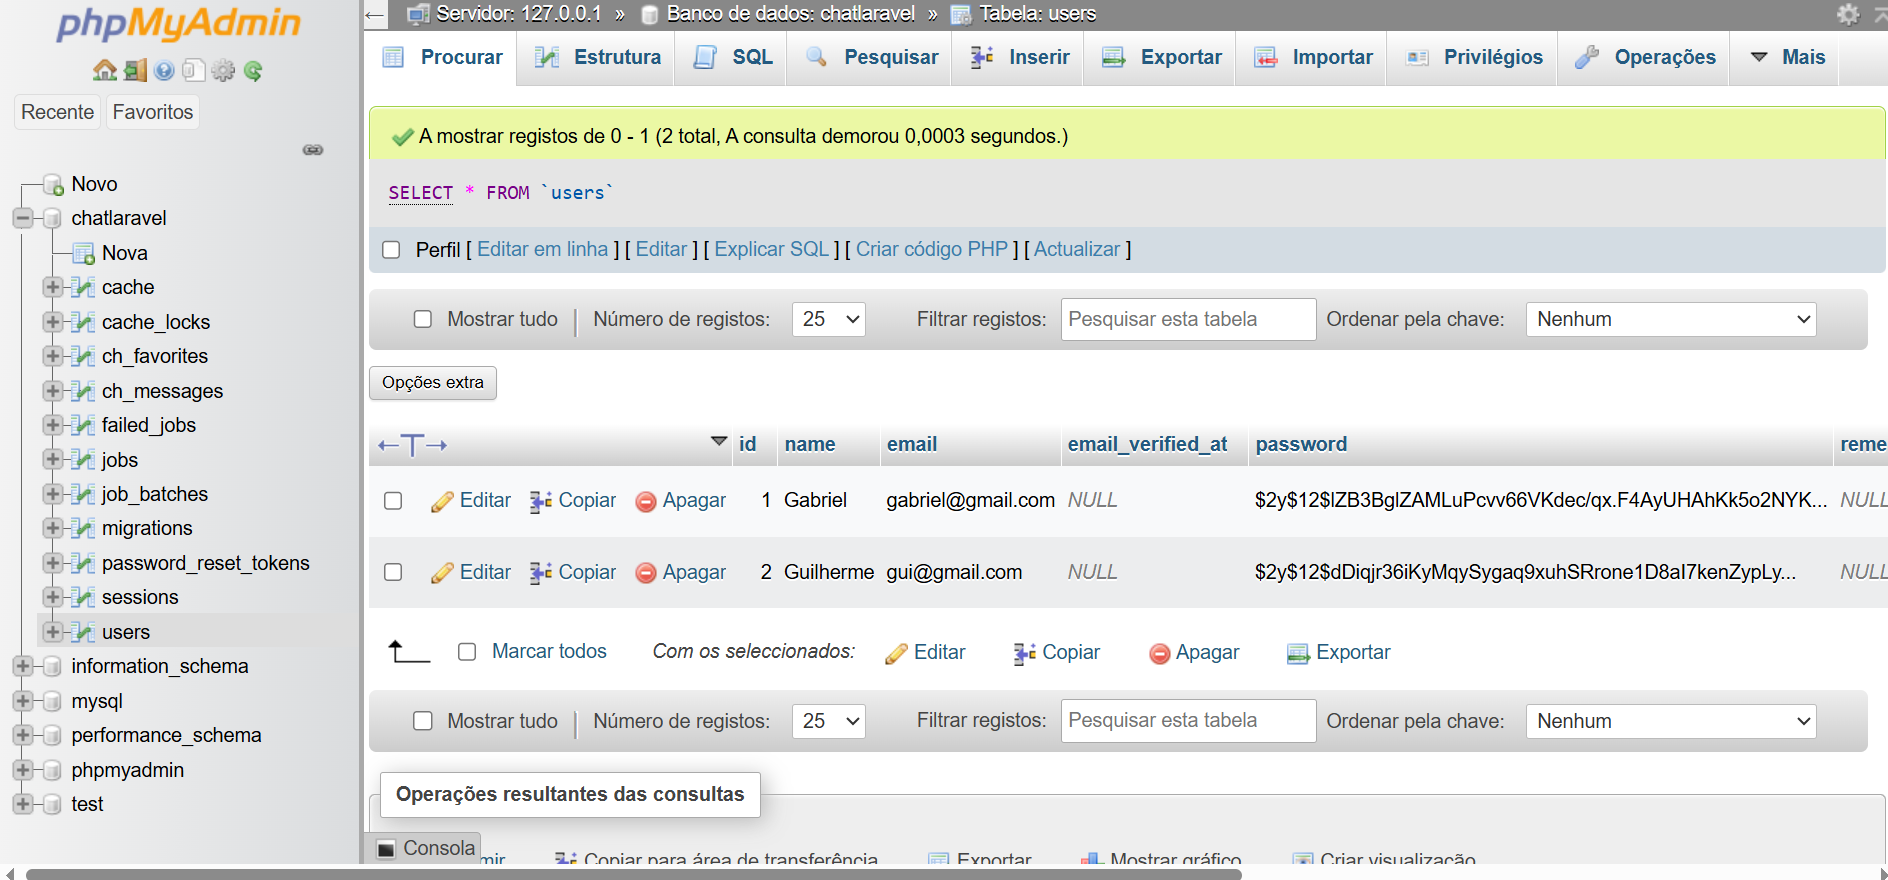 phpMyAdmin
Recente Favoritos
Novo
chatlaravel
Nova
cache
cache_locks
ch_favorites
ch_messages
failed_jobs
jobs
job_batches
migrations
password_reset_tokens
sessions
users
information_schema
mysql
performance_schema
phpmyadmin
test
Servidor: 127.0.0.1 » Banco de dados: chatlaravel » Tabela: users
Procurar Estrutura SQL Pesquisar Inserir Exportar Importar Privilégios Operações Mais
A mostrar registos de 0 - 1 (2 total, A consulta demorou 0,0003 segundos.)
SELECT * FROM `users`
Perfil [ Editar em linha ] [ Editar ] [ Explicar SQL ] [ Criar código PHP ] [ Actualizar ]
Mostrar tudo | Número de registos: 25 Filtrar registos: Pesquisar esta tabela Ordenar pela chave: Nenhum
Opções extra
←T→ id name email email_verified_at password reme
Editar Copiar Apagar 1 Gabriel gabriel@gmail.com NULL $2y$12$lZB3BglZAMLuPcvv66VKdec/qx.F4AyUHAhKk5o2NYK... NULL
Editar Copiar Apagar 2 Guilherme gui@gmail.com NULL $2y$12$dDiqjr36iKyMqySygaq9xuhSRrone1D8aI7kenZypLy... NULL
Marcar todos Com os seleccionados: Editar Copiar Apagar Exportar
Mostrar tudo | Número de registos: 25 Filtrar registos: Pesquisar esta tabela Ordenar pela chave: Nenhum
Operações resultantes das consultas
Consola
mir Copiar para área de transferência Exportar Mostrar gráfico Criar visualização